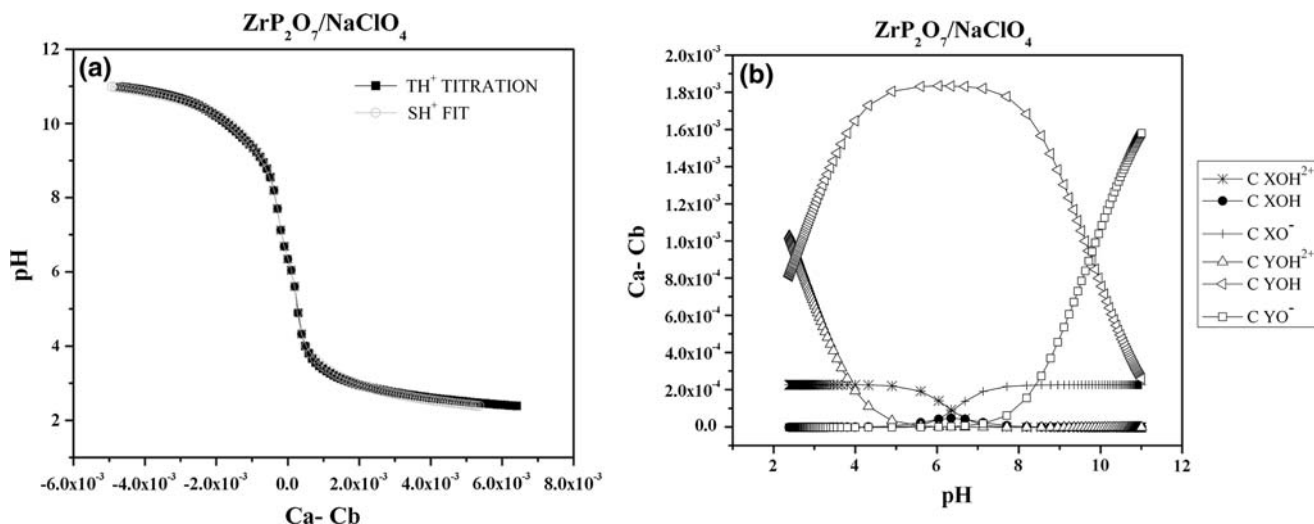 ZrP₂O₇/NaClO₄
(a)
TH⁺ TITRATION
SH⁺ FIT
12
10
8
6
4
2
pH
-6.0x10⁻³ -4.0x10⁻³ -2.0x10⁻³ 0.0 2.0x10⁻³ 4.0x10⁻³ 6.0x10⁻³ 8.0x10⁻³
Ca- Cb
ZrP₂O₇/NaClO₄
(b)
2.0x10⁻³
1.8x10⁻³
1.6x10⁻³
1.4x10⁻³
1.2x10⁻³
1.0x10⁻³
8.0x10⁻⁴
6.0x10⁻⁴
4.0x10⁻⁴
2.0x10⁻⁴
0.0
Ca- Cb
2 4 6 8 10 12
pH
C XOH²⁺
C XOH
C XO⁻
C YOH²⁺
C YOH
C YO⁻